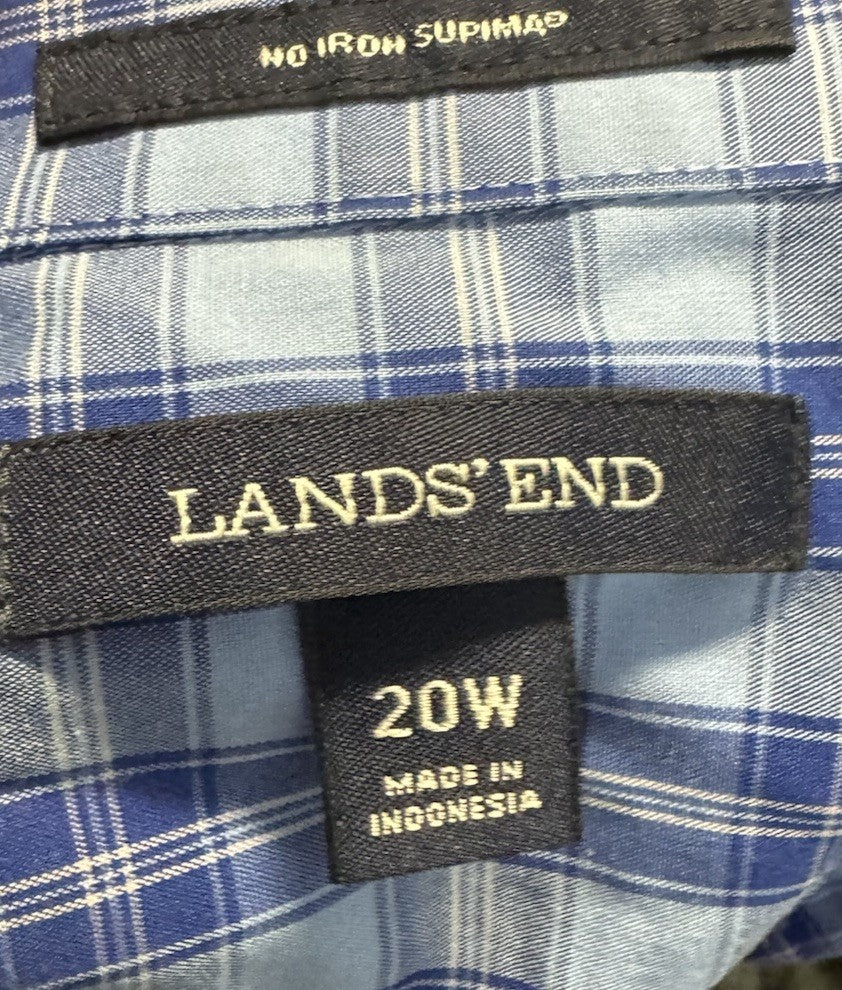 NO IRON SUPIMA®
LANDS' END
20W
MADE IN
INDONESIA